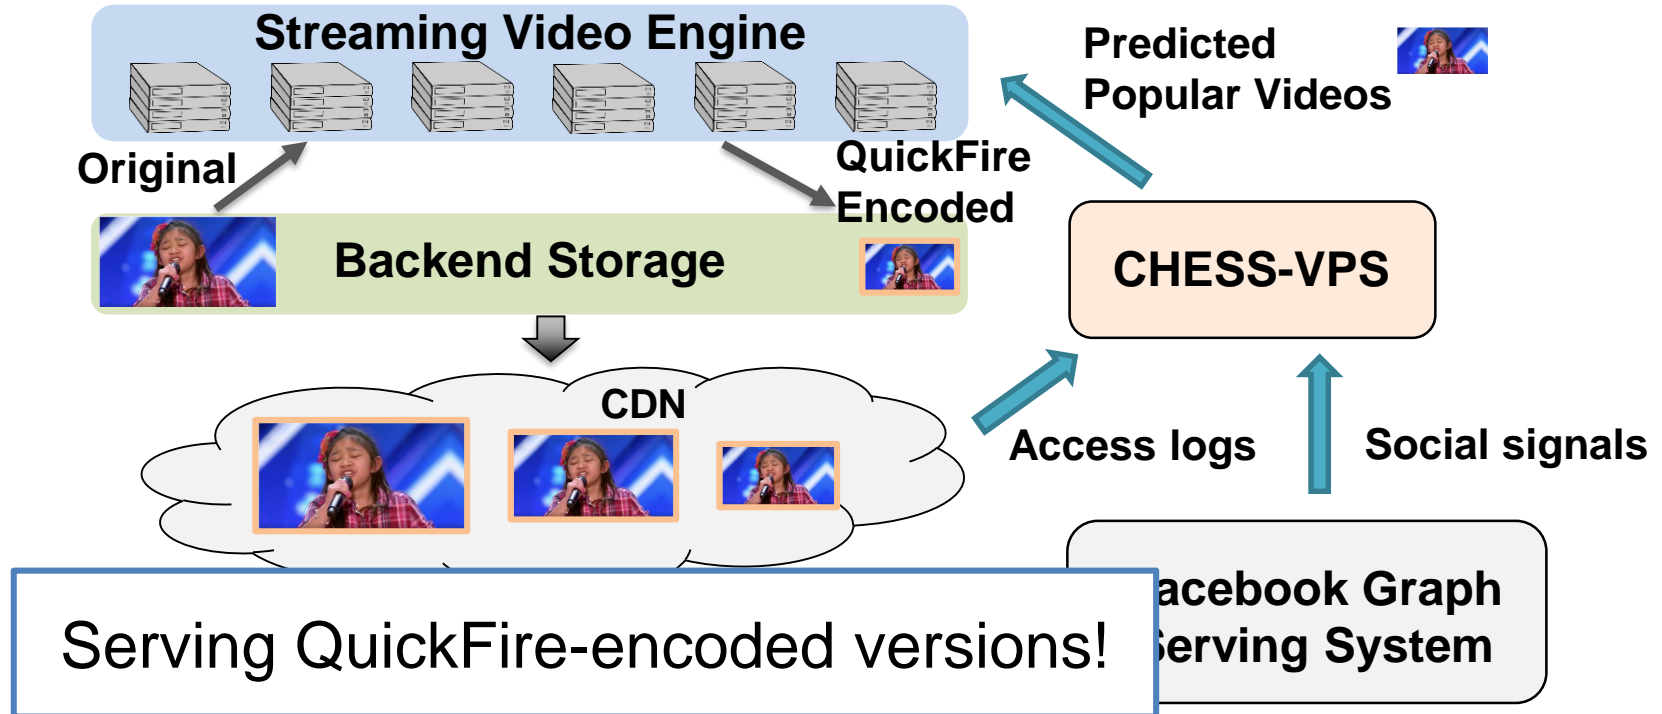 Streaming Video Engine
Predicted
Popular Videos
Original
QuickFire
Encoded
Backend Storage
CHESS-VPS
CDN
Access logs
Social signals
acebook Graph
Serving System
Serving QuickFire-encoded versions!